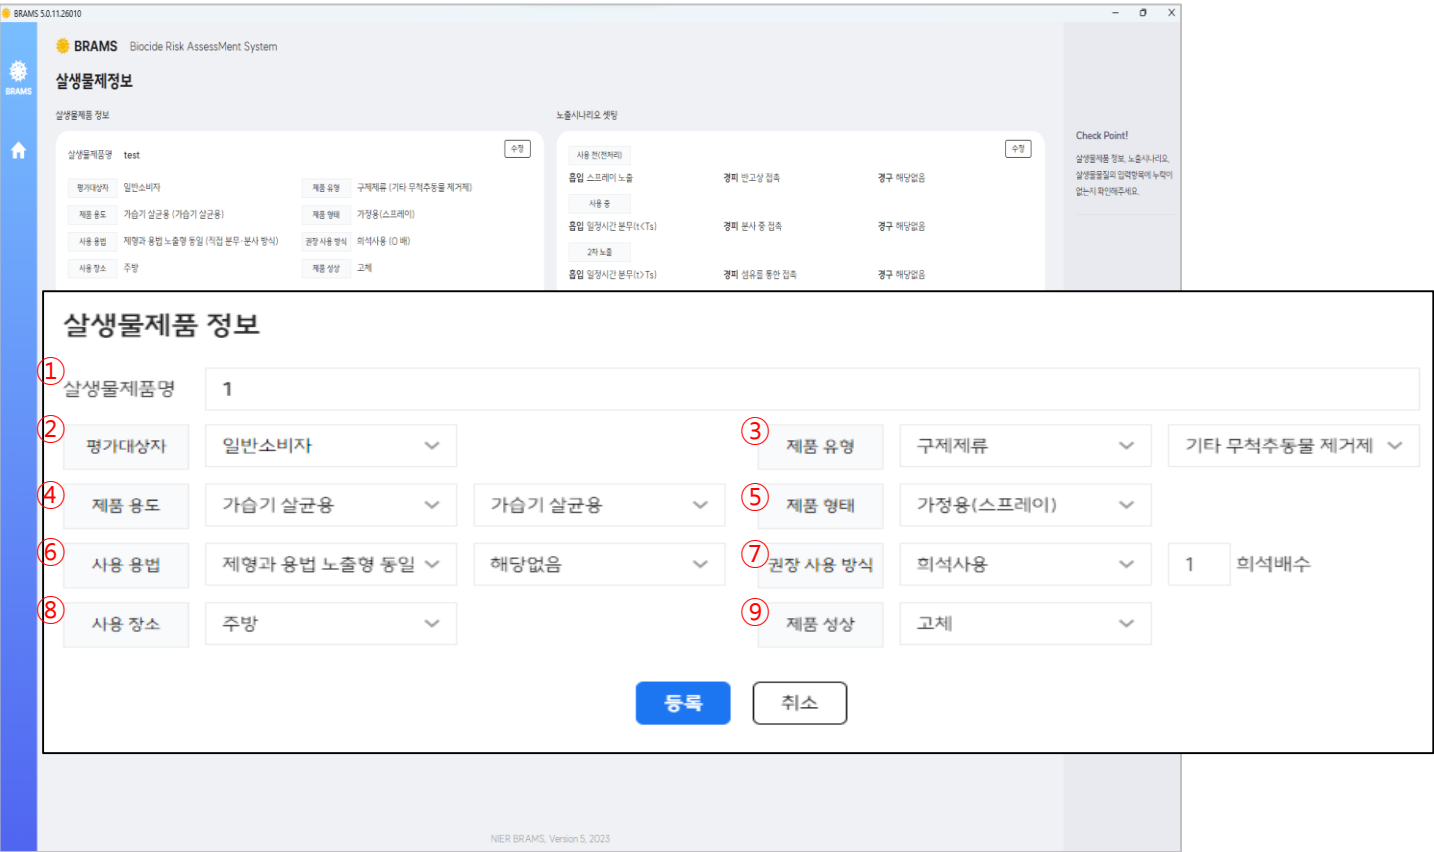 BRAMS 5.0.11.26010
BRAMS Biocide Risk AssessMent System
BRAMS
살생물제정보
살생물제품 정보
살생물제품명 test 수정
평가대상자 일반소비자 제품 유형 구제제류 (기타 무척추동물 제거제)
제품 용도 가습기 살균용 (가습기 살균용) 제품 형태 가정용(스프레이)
사용 용법 제형과 용법 노출형 동일 (직접 분무·분사 방식) 권장 사용 방식 희석사용 (0 배)
사용 장소 주방 제품 성상 고체
노출시나리오 셋팅
사용 전(전처리) 수정
흡입 스프레이 노출 경피 반고상 접촉 경구 해당없음
사용 중
흡입 일정시간 분무(t<Ts) 경피 분사 중 접촉 경구 해당없음
2차 노출
흡입 일정시간 분무(t>Ts) 경피 섬유를 통한 접촉 경구 해당없음
Check Point!
살생물제품 정보, 노출시나리오,
살생물물질의 입력항목에 누락이
없는지 확인해주세요.
살생물제품 정보
① 살생물제품명 1
② 평가대상자 일반소비자 ③ 제품 유형 구제제류 기타 무척추동물 제거제
④ 제품 용도 가습기 살균용 가습기 살균용 ⑤ 제품 형태 가정용(스프레이)
⑥ 사용 용법 제형과 용법 노출형 동일 해당없음 ⑦ 권장 사용 방식 희석사용 1 희석배수
⑧ 사용 장소 주방 ⑨ 제품 성상 고체
등록 취소
NIER BRAMS, Version 5, 2023